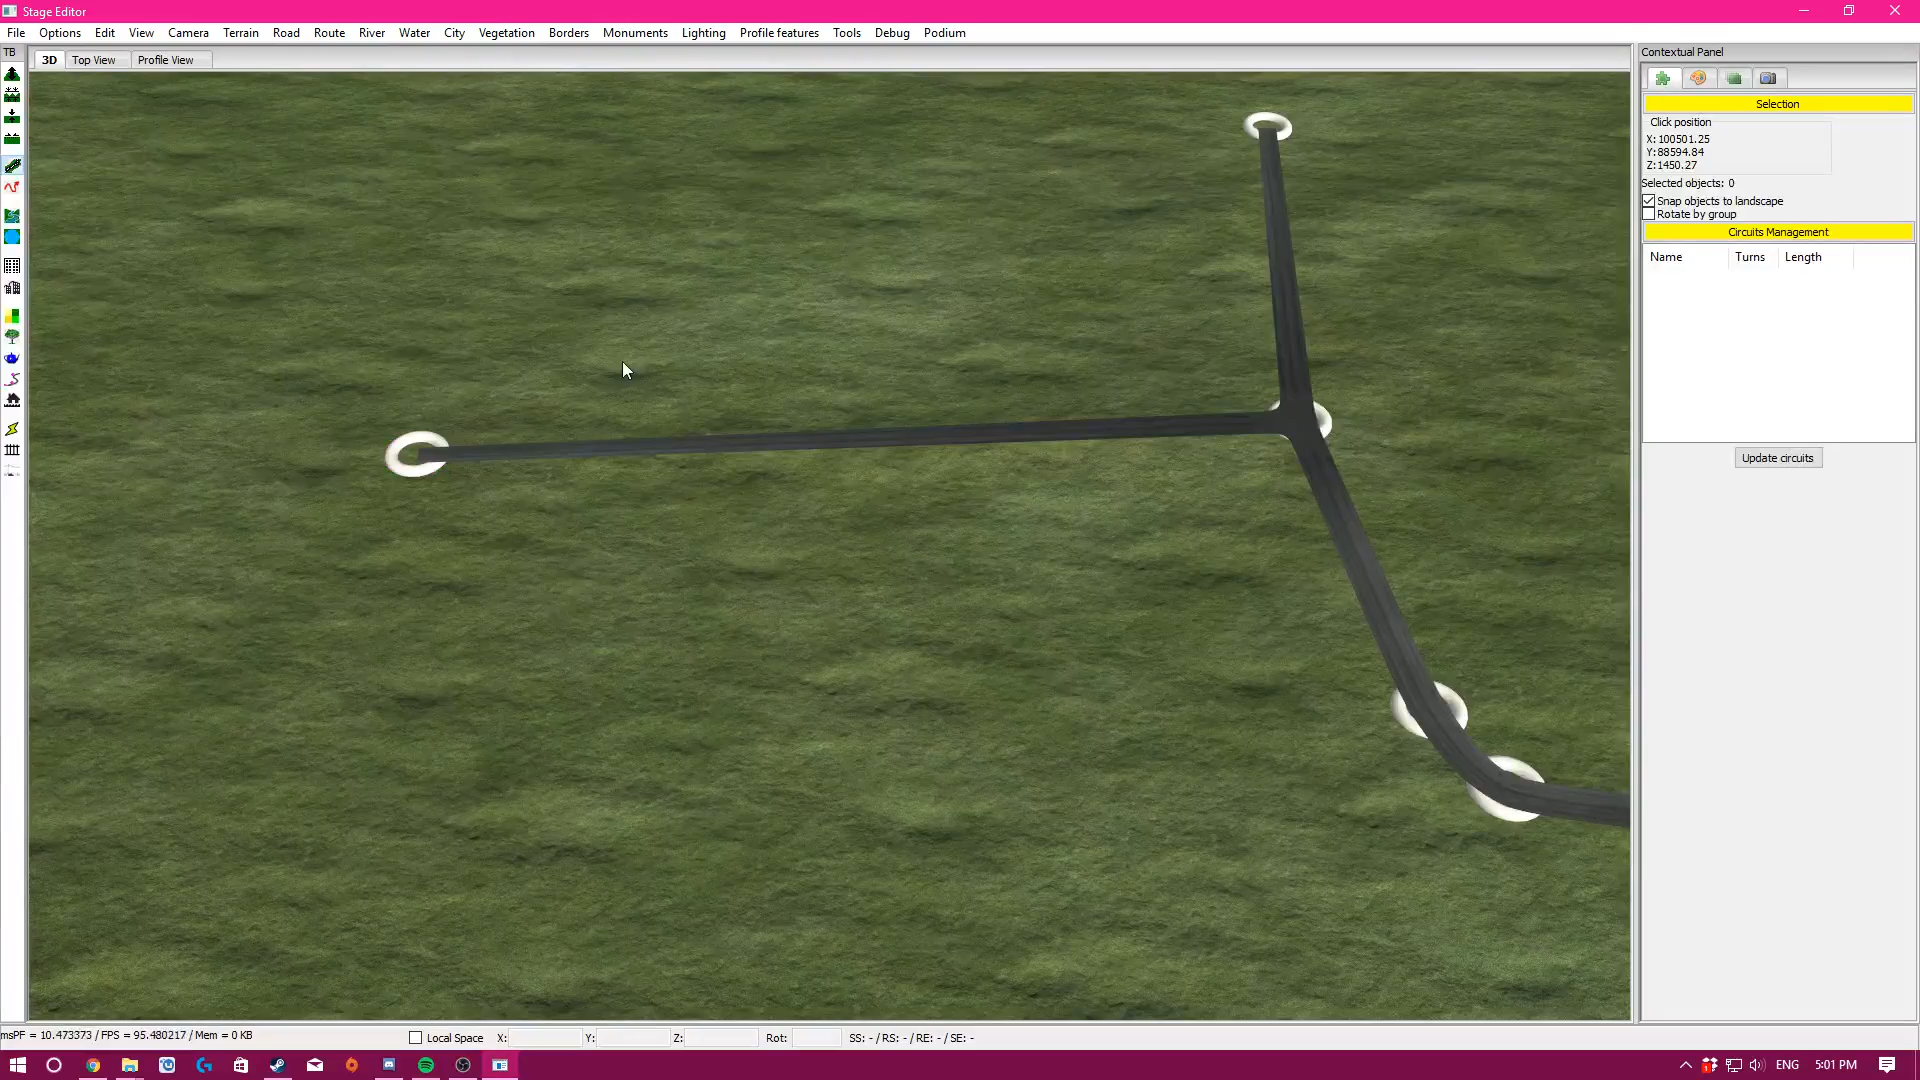 Stage Editor
File Options Edit View Camera Terrain Road Route River Water City Vegetation Borders Monuments Lighting Profile features Tools Debug Podium
TB
3D Top View Profile View
Contextual Panel
Selection
Click position
X:100501.25
Y:88594.84
Z:1450.27
Selected objects: 0
Snap objects to landscape
Rotate by group
Circuits Management
Name Turns Length
Update circuits
msPF = 10.473373 / FPS = 95.480217 / Mem = 0 KB
Local Space X: Y: Z: Rot: SS: - / RS: - / RE: - / SE: -
ENG 5:01 PM